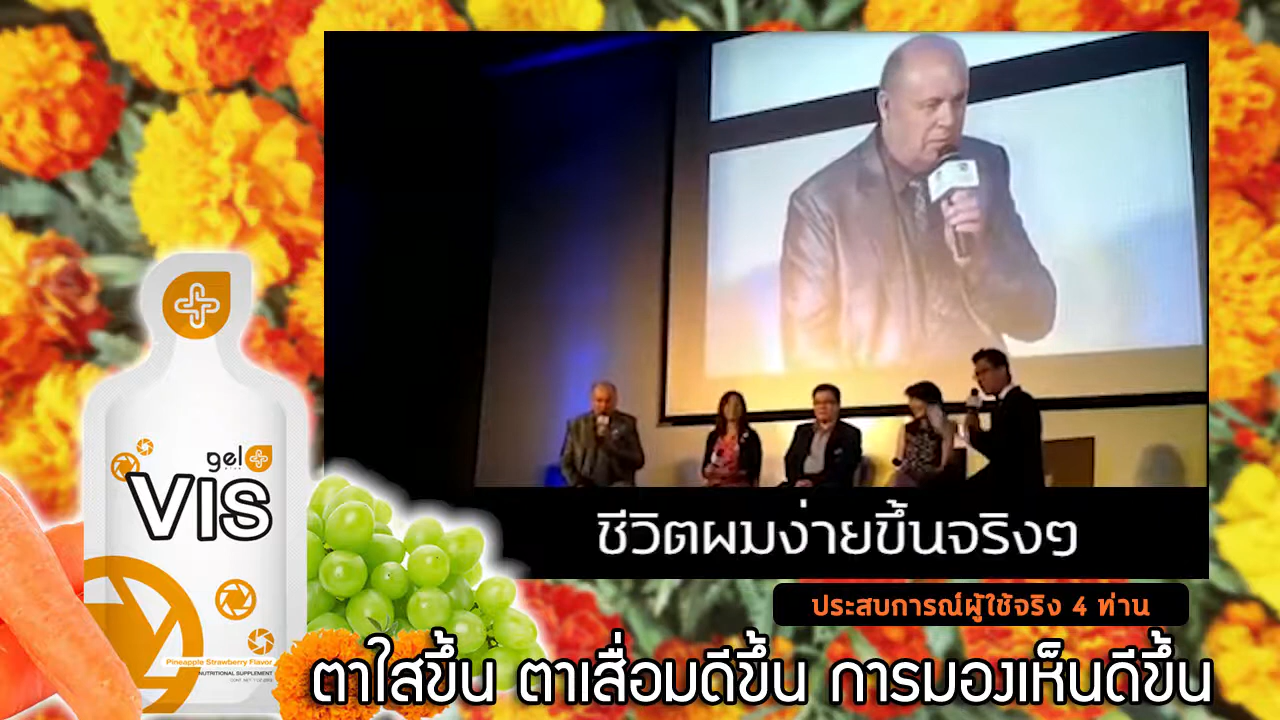 gel
VIS
Pineapple Strawberry Flavor
NUTRITIONAL SUPPLEMENT
ชีวิตผมง่ายขึ้นจริงๆ
ประสบการณ์ผู้ใช้จริง 4 ท่าน
ตาใสขึ้น ตาเสื่อมดีขึ้น การมองเห็นดีขึ้น